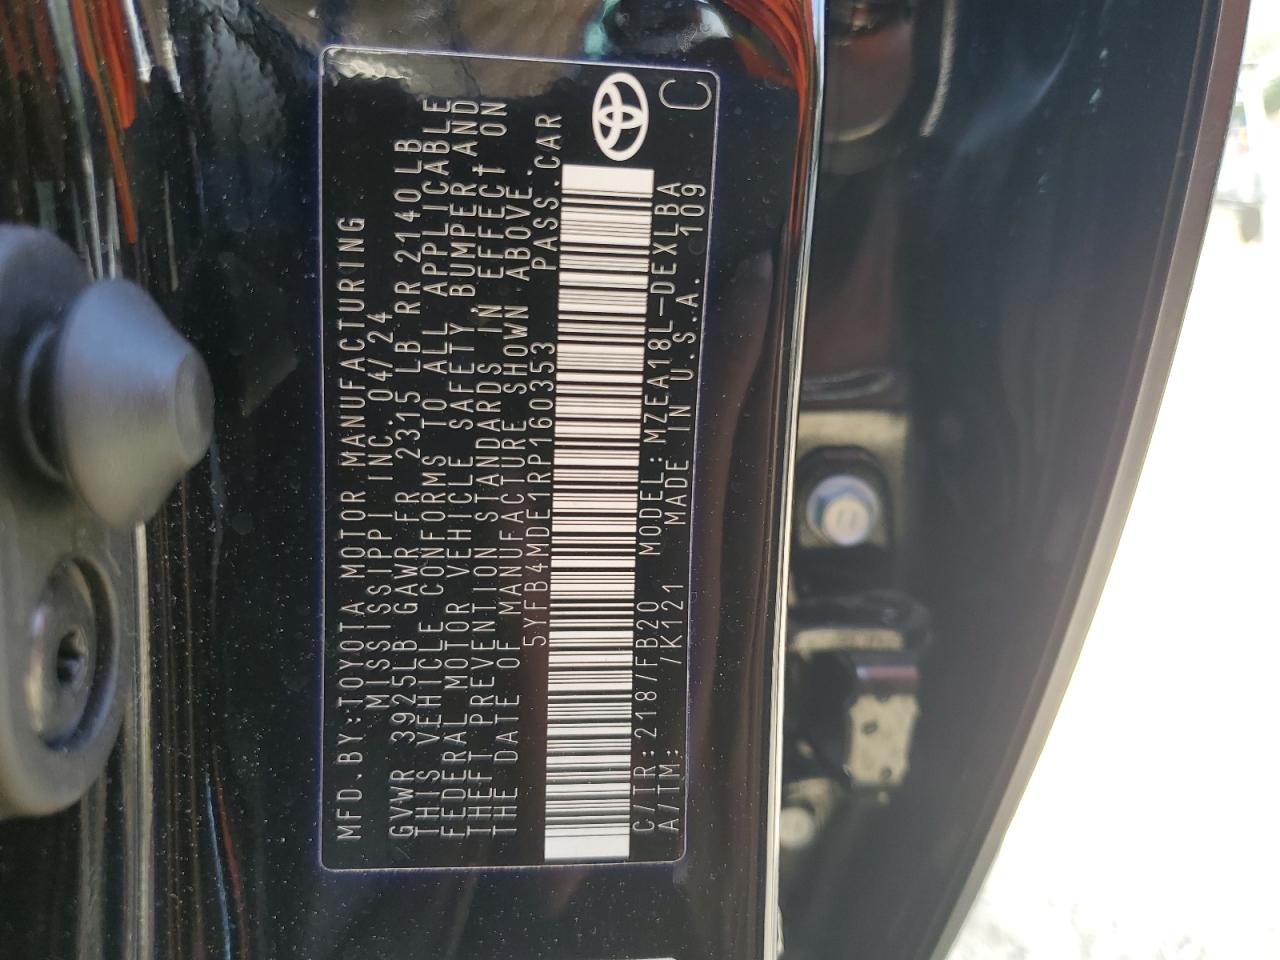 MFD.BY:TOYOTA MOTOR MANUFACTURING
MISSISSIPPI INC. 04/24
GVWR 3925LB GAWR FR 2315 LB RR 2140 LB
THIS VEHICLE CONFORMS TO ALL APPLICABLE
FEDERAL MOTOR VEHICLE SAFETY, BUMPER AND
THEFT PREVENTION STANDARDS IN EFFECT ON
THE DATE OF MANUFACTURE SHOWN ABOVE.
5YFB4MDE1RP160353 PASS.CAR
C/TR:218/FB20 MODEL:MZEA18L-DEXLBA
A/TM: /K121 MADE IN U.S.A. 109
C